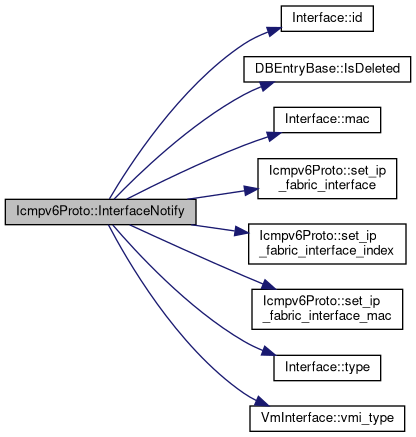 Interface::id
DBEntryBase::IsDeleted
Interface::mac
Icmpv6Proto::set_ip
_fabric_interface
Icmpv6Proto::InterfaceNotify
Icmpv6Proto::set_ip
_fabric_interface_index
Icmpv6Proto::set_ip
_fabric_interface_mac
Interface::type
VmInterface::vmi_type